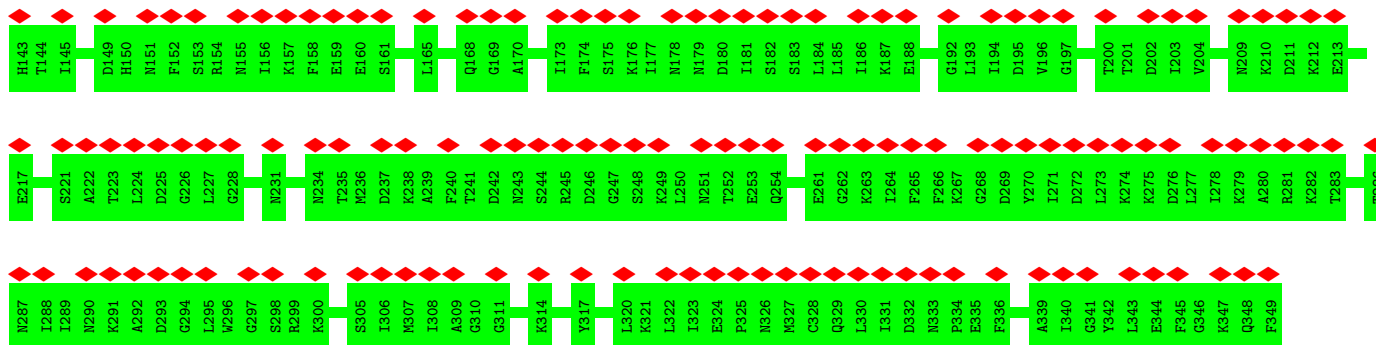 H143 T144 I145 D149 H150 N151 F152 S153 R154 N155 I156 K157 F158 E159 E160 S161 L165 Q168 G169 A170 I173 F174 S175 K176 I177 N178 N179 D180 I181 S182 S183 L184 L185 I186 K187 E188 G192 L193 I194 D195 V196 G197 T200 T201 D202 I203 V204 N209 K210 D211 K212 E213
E217 S221 A222 T223 L224 D225 G226 L227 G228 N231 N234 T235 M236 D237 K238 A239 F240 T241 D242 N243 S244 R245 D246 G247 S248 K249 L250 N251 T252 E253 Q254 E261 G262 K263 I264 F265 F266 K267 G268 D269 Y270 I271 D272 L273 K274 K275 D276 L277 I278 K279 A280 R281 K282 T283
N287 I288 I289 N290 K291 A292 D293 G294 L295 W296 G297 S298 R299 K300 S305 I306 M307 I308 A309 G310 G311 K314 Y317 L320 K321 L322 I323 E324 P325 N326 M327 C328 Q329 L330 I331 D332 N333 P334 E335 F336 A339 I340 G341 Y342 L343 E344 F345 G346 K347 Q348 F349